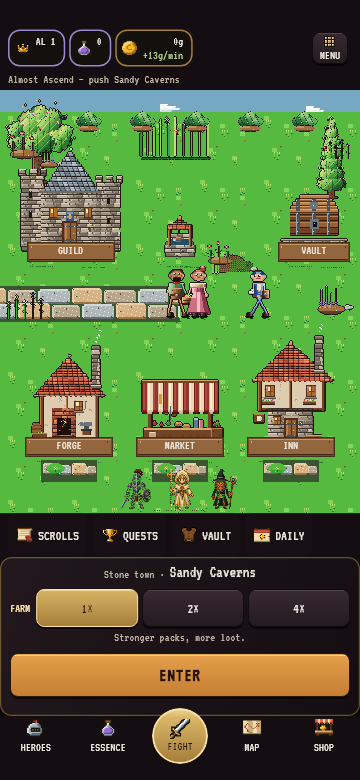 AL 1
0
0g
+13g/min
MENU
Almost Ascend – push Sandy Caverns
GUILD
VAULT
FORGE
MARKET
INN
SCROLLS
QUESTS
VAULT
DAILY
Stone town · Sandy Caverns
FARM
1X
2X
4X
Stronger packs, more loot.
ENTER
HEROES
ESSENCE
FIGHT
MAP
SHOP